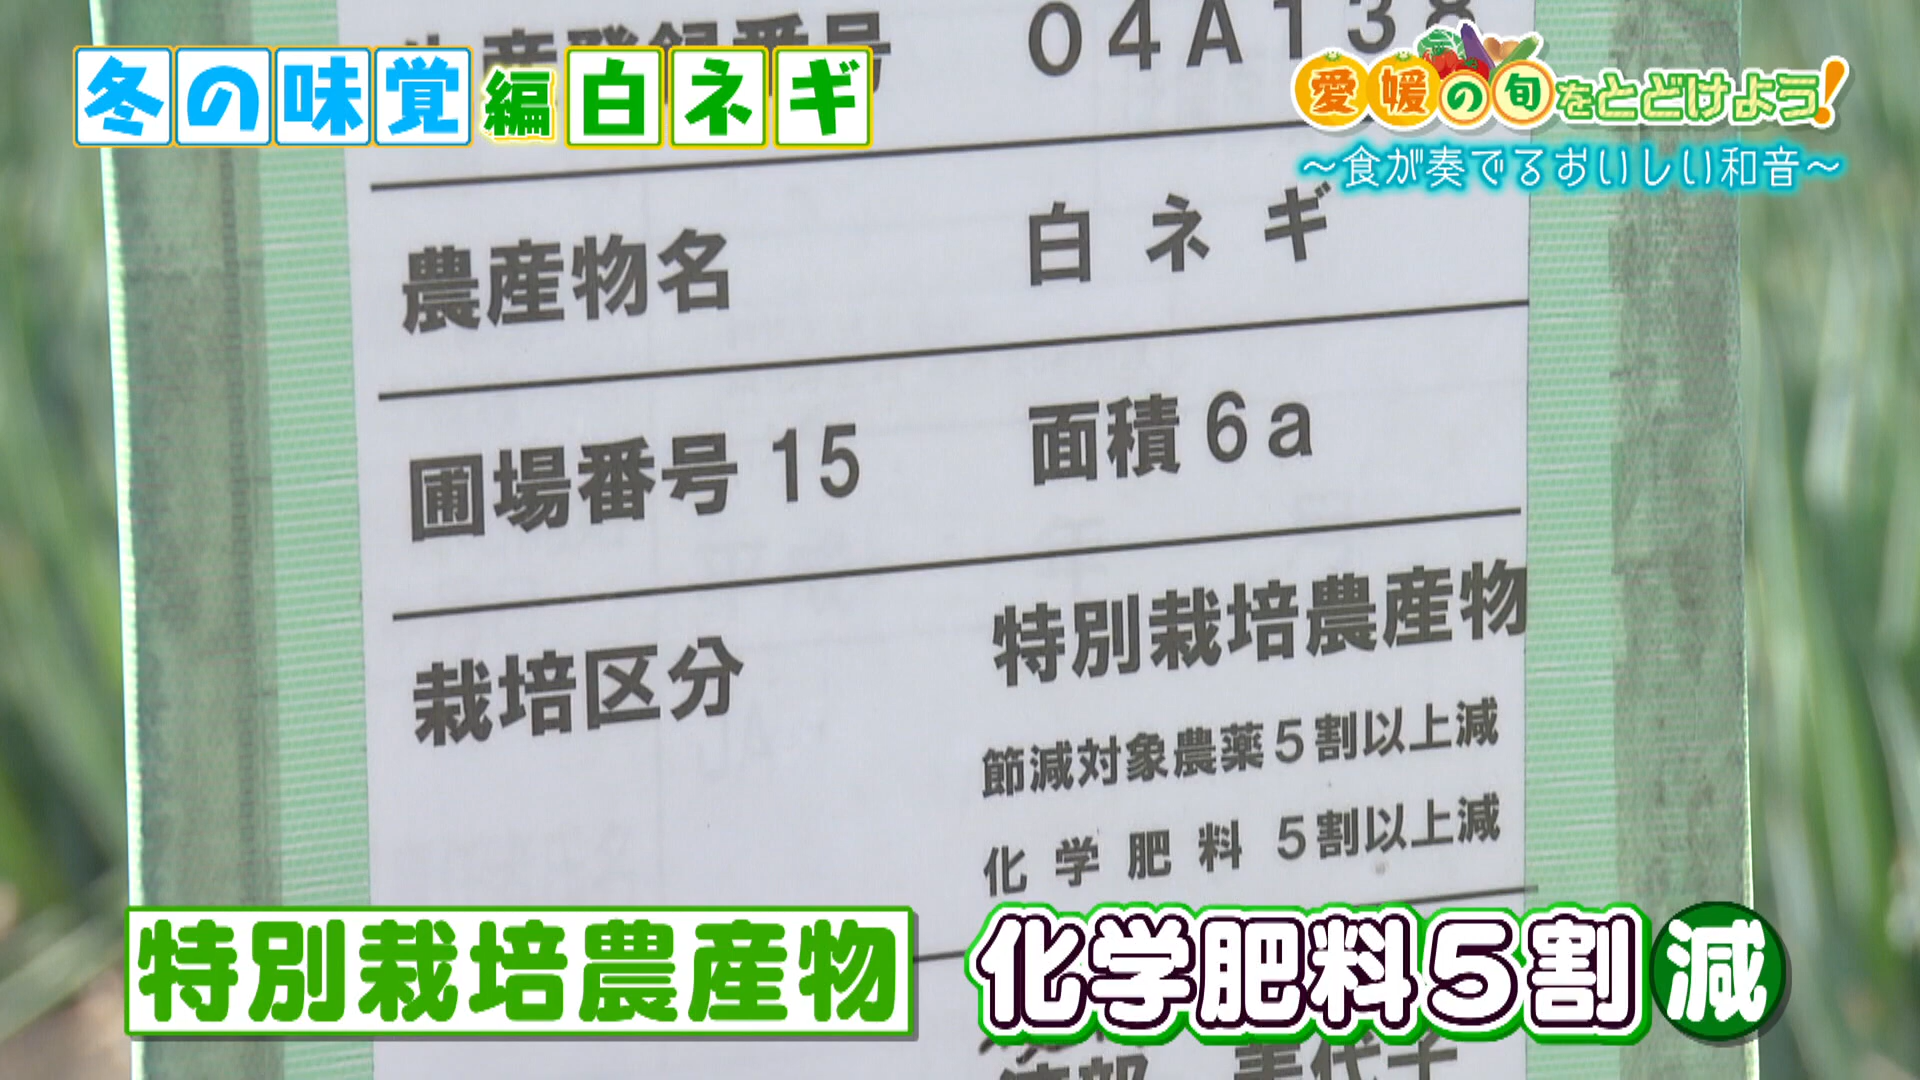 冬の味覚編 白ネギ
愛媛の旬をとどけよう!
～食が奏でるおいしい和音～
番号 04A138
農産物名 白ネギ
圃場番号 15 面積 6a
栽培区分 特別栽培農産物
節減対象農薬5割以上減
化学肥料 5割以上減
特別栽培農産物 化学肥料5割減